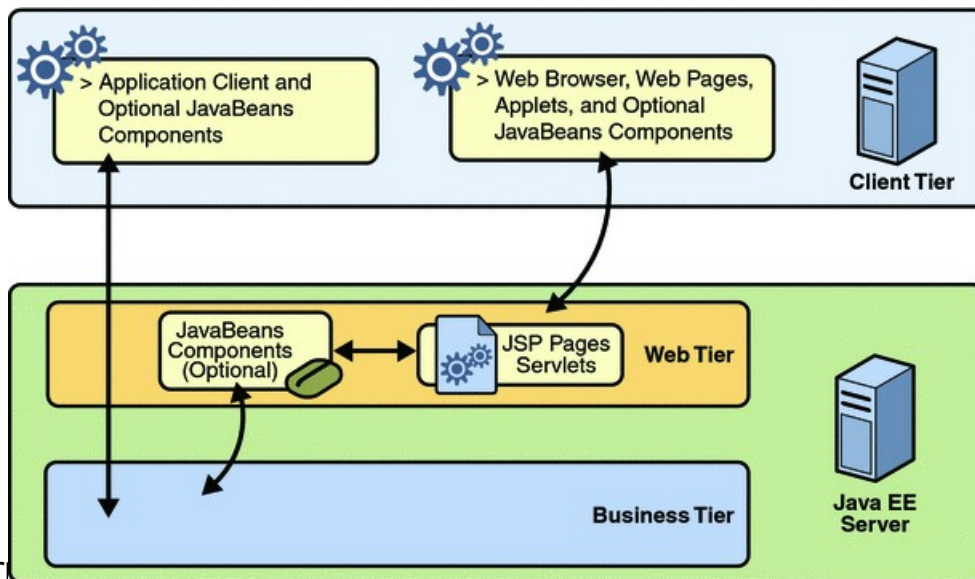 > Application Client and
Optional JavaBeans
Components
> Web Browser, Web Pages,
Applets, and Optional
JavaBeans Components
Client Tier
JavaBeans
Components
(Optional)
JSP Pages
Servlets
Web Tier
Business Tier
Java EE
Server